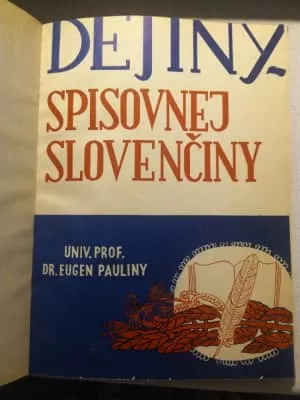 DEJINY
SPISOVNEJ
SLOVENČINY
UNIV. PROF.
DR. EUGEN PAULINY